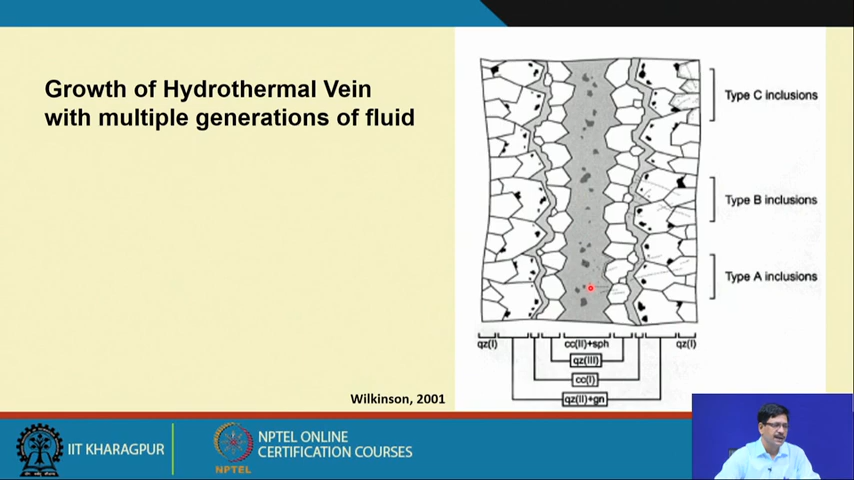 Growth of Hydrothermal Vein
with multiple generations of fluid
Type C inclusions
Type B inclusions
Type A inclusions
qz(I) cc(II)+sph qz(I)
qz(III)
cc(I)
qz(II)+gn
Wilkinson, 2001
IIT KHARAGPUR
NPTEL
NPTEL ONLINE
CERTIFICATION COURSES